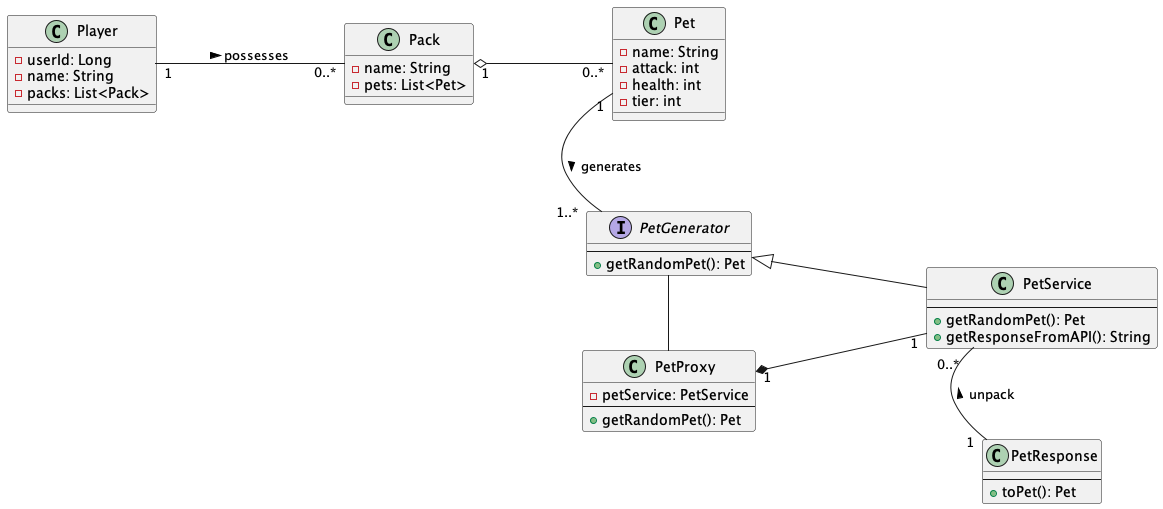 C Player
userId: Long
name: String
packs: List<Pack>
possesses
1
0..*
C Pack
name: String
pets: List<Pet>
1
0..*
C Pet
name: String
attack: int
health: int
tier: int
1
generates
1..*
I PetGenerator
getRandomPet(): Pet
C PetService
getRandomPet(): Pet
getResponseFromAPI(): String
1
0..*
C PetProxy
petService: PetService
getRandomPet(): Pet
1
unpack
1
C PetResponse
toPet(): Pet